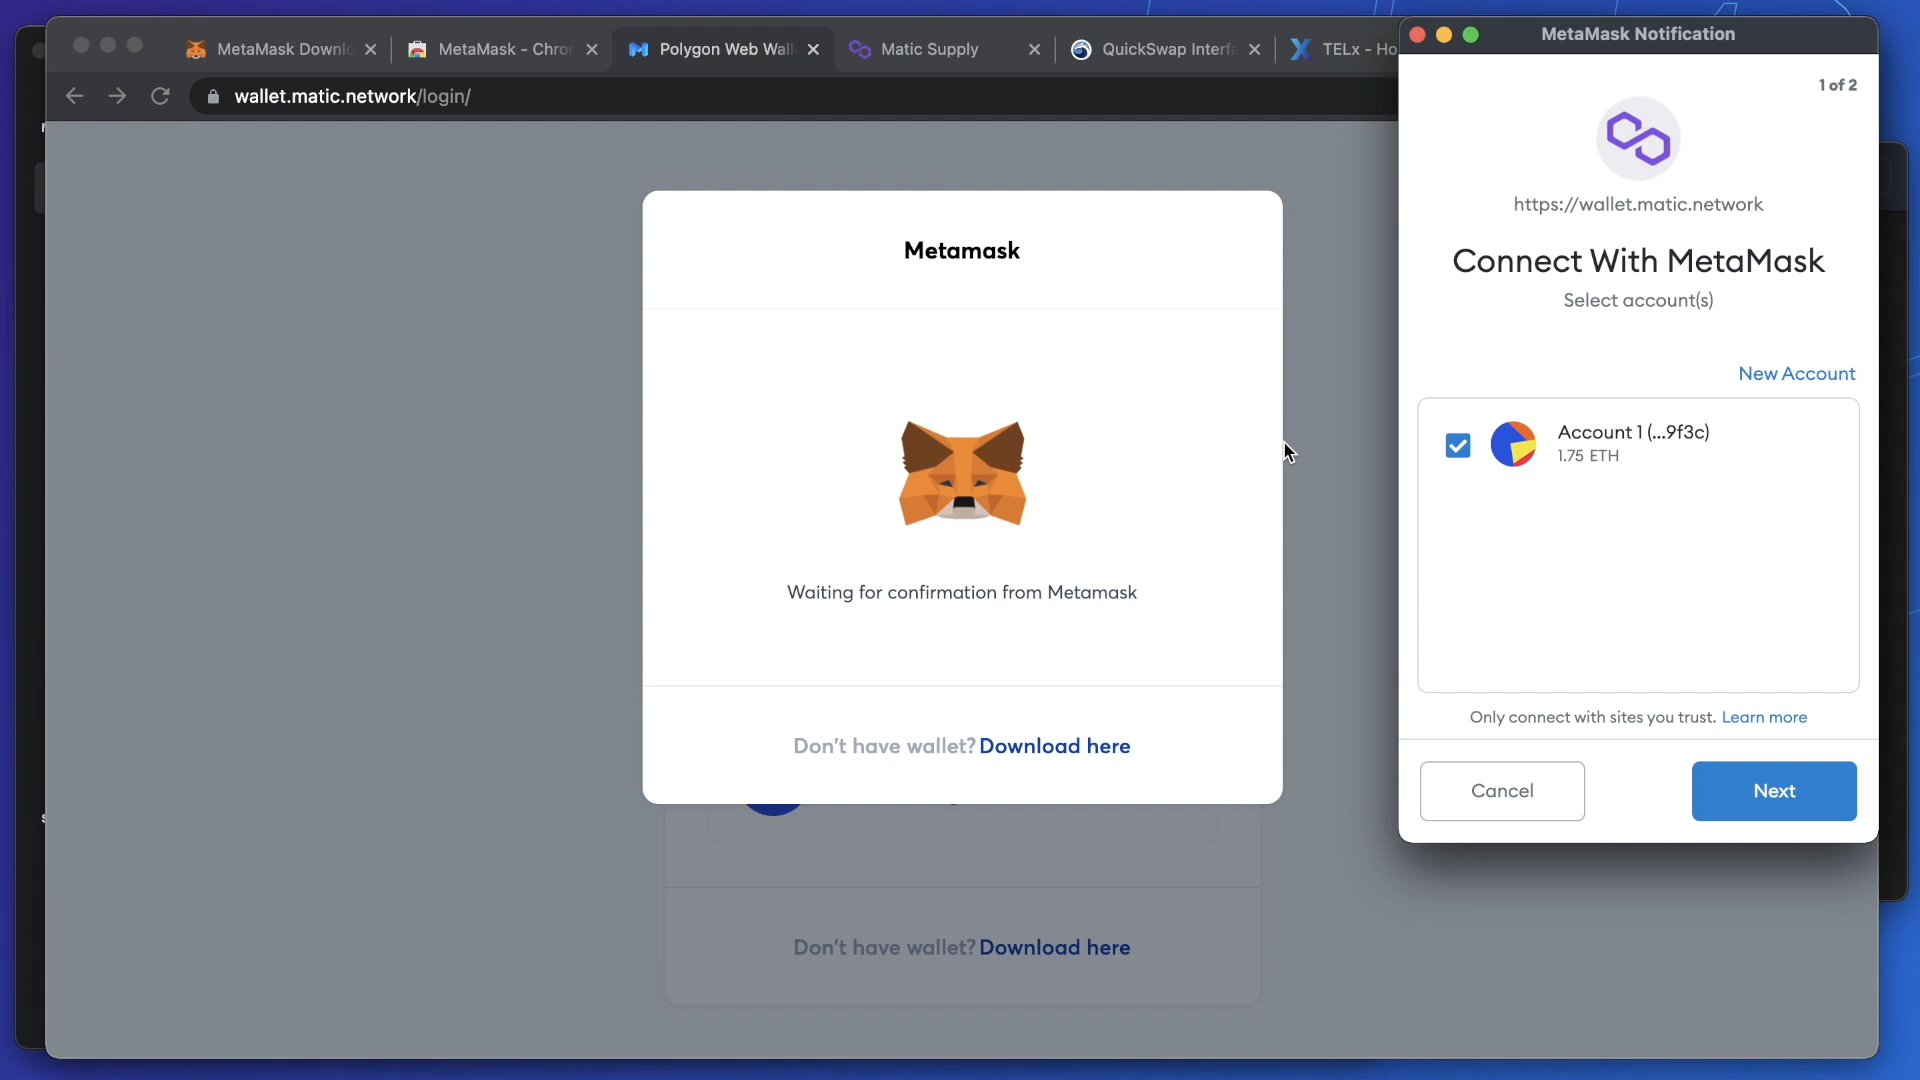 MetaMask Downl
MetaMask - Chror
Polygon Web Wall
Matic Supply
QuickSwap Interfa
TELx - Ho
wallet.matic.network/login/
Metamask
Waiting for confirmation from Metamask
Don't have wallet? Download here
Don't have wallet? Download here
MetaMask Notification
1 of 2
https://wallet.matic.network
Connect With MetaMask
Select account(s)
New Account
Account 1 (...9f3c)
1.75 ETH
Only connect with sites you trust. Learn more
Cancel
Next